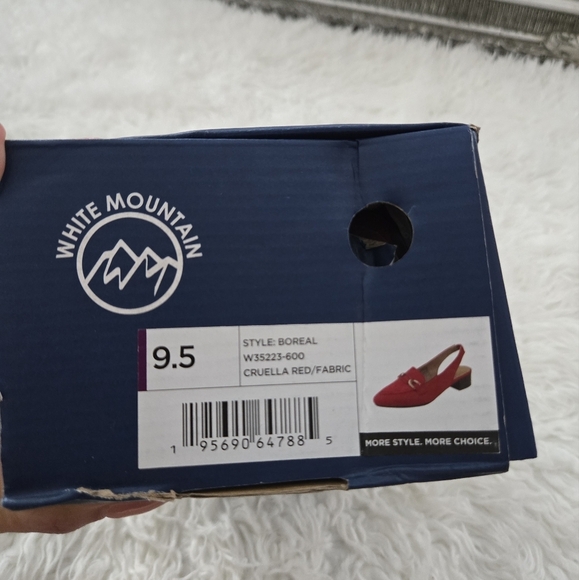 WHITE MOUNTAIN
9.5
STYLE: BOREAL
W35223-600
CRUELLA RED/FABRIC
1 95690 64788 5
MORE STYLE. MORE CHOICE.